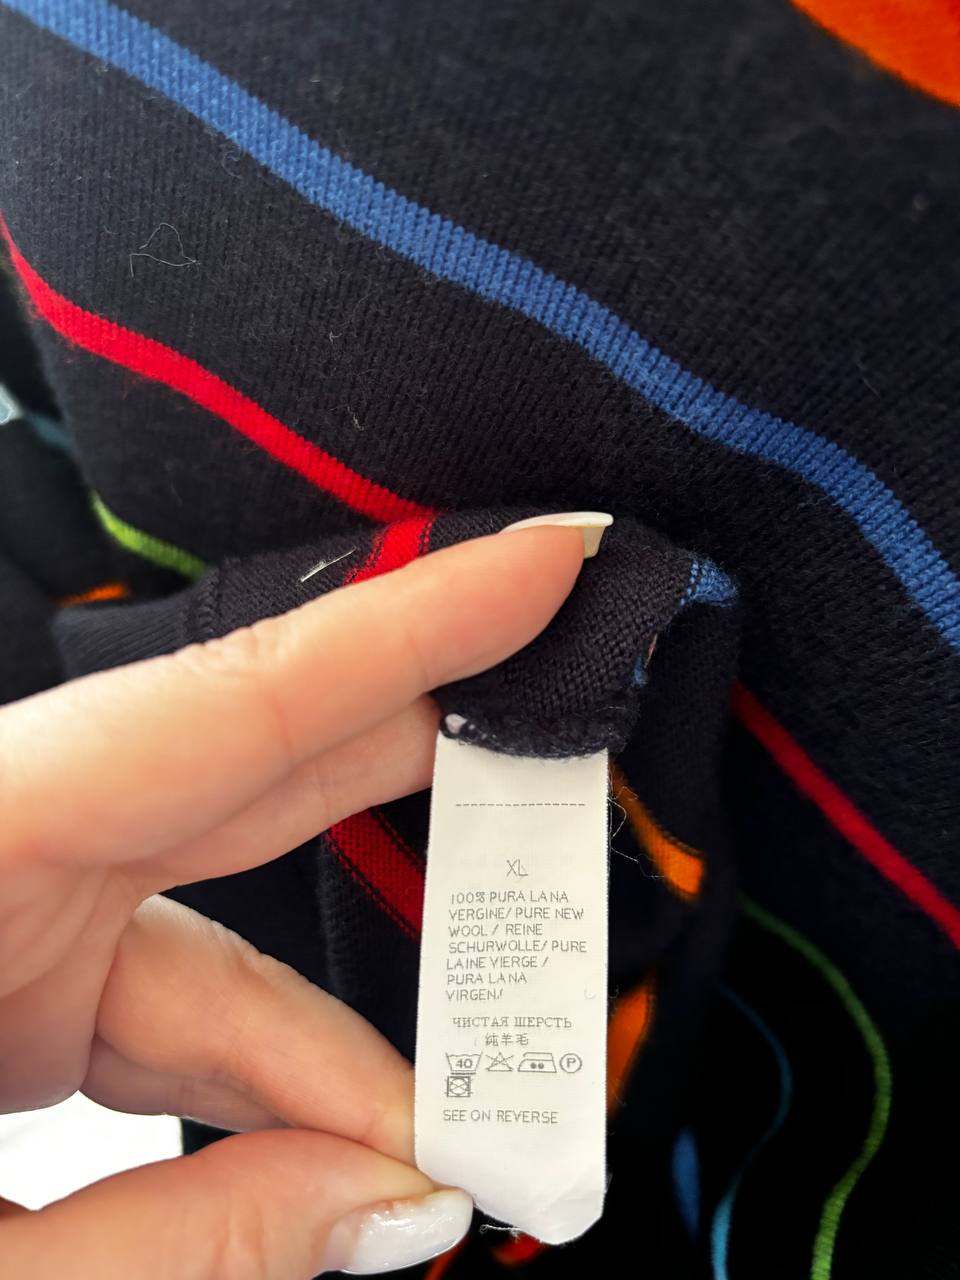 XL
100% PURA LANA
VERGINE/ PURE NEW
WOOL / REINE
SCHURWOLLE/ PURE
LAINE VIERGE /
PURA LANA
VIRGEN/
ЧИСТАЯ ШЕРСТЬ
純羊毛
40 P
SEE ON REVERSE